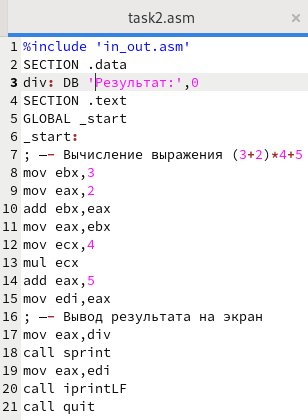 task2.asm
1 %include 'in_out.asm'
2 SECTION .data
3 div: DB 'Результат:',0
4 SECTION .text
5 GLOBAL _start
6 _start:
7 ; —- Вычисление выражения (3+2)*4+5
8 mov ebx,3
9 mov eax,2
10 add ebx,eax
11 mov eax,ebx
12 mov ecx,4
13 mul ecx
14 add eax,5
15 mov edi,eax
16 ; —- Вывод результата на экран
17 mov eax,div
18 call sprint
19 mov eax,edi
20 call iprintLF
21 call quit